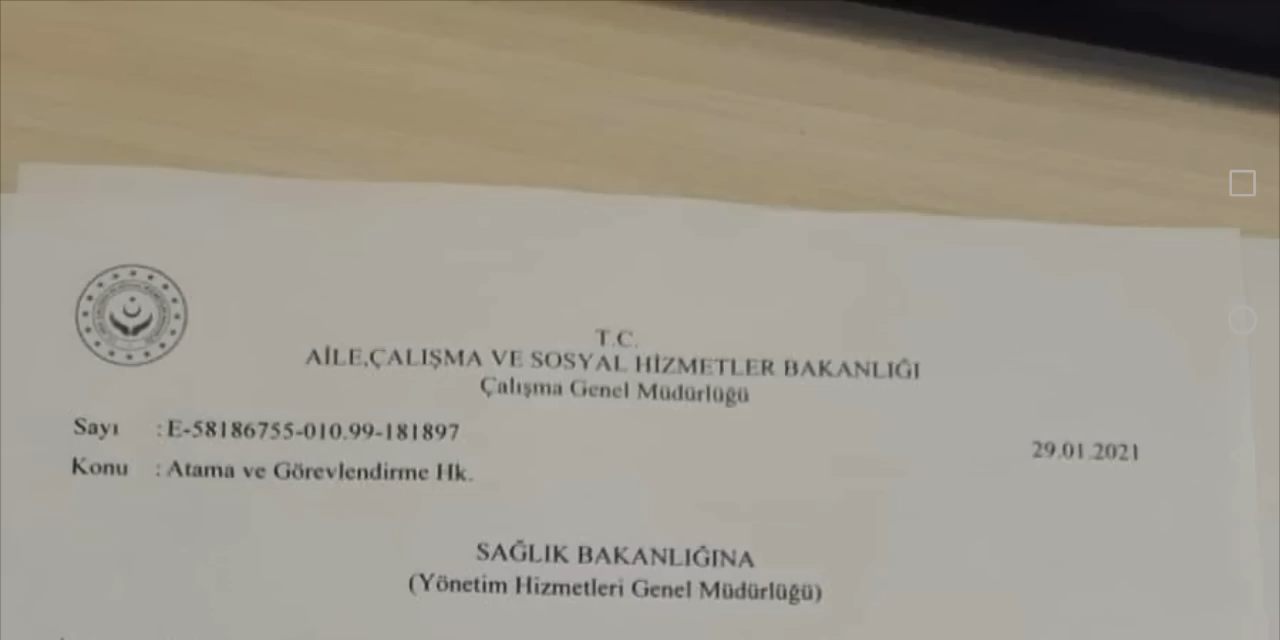 T.C.
AİLE,ÇALIŞMA VE SOSYAL HİZMETLER BAKANLIĞI
Çalışma Genel Müdürlüğü
Sayı : E-58186755-010.99-181897
29.01.2021
Konu : Atama ve Görevlendirme Hk.
SAĞLIK BAKANLIĞINA
(Yönetim Hizmetleri Genel Müdürlüğü)